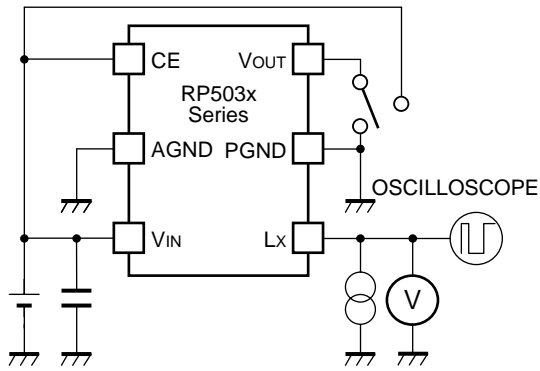 CE
VOUT
RP503x
Series
AGND
PGND
OSCILLOSCOPE
VIN
LX
V